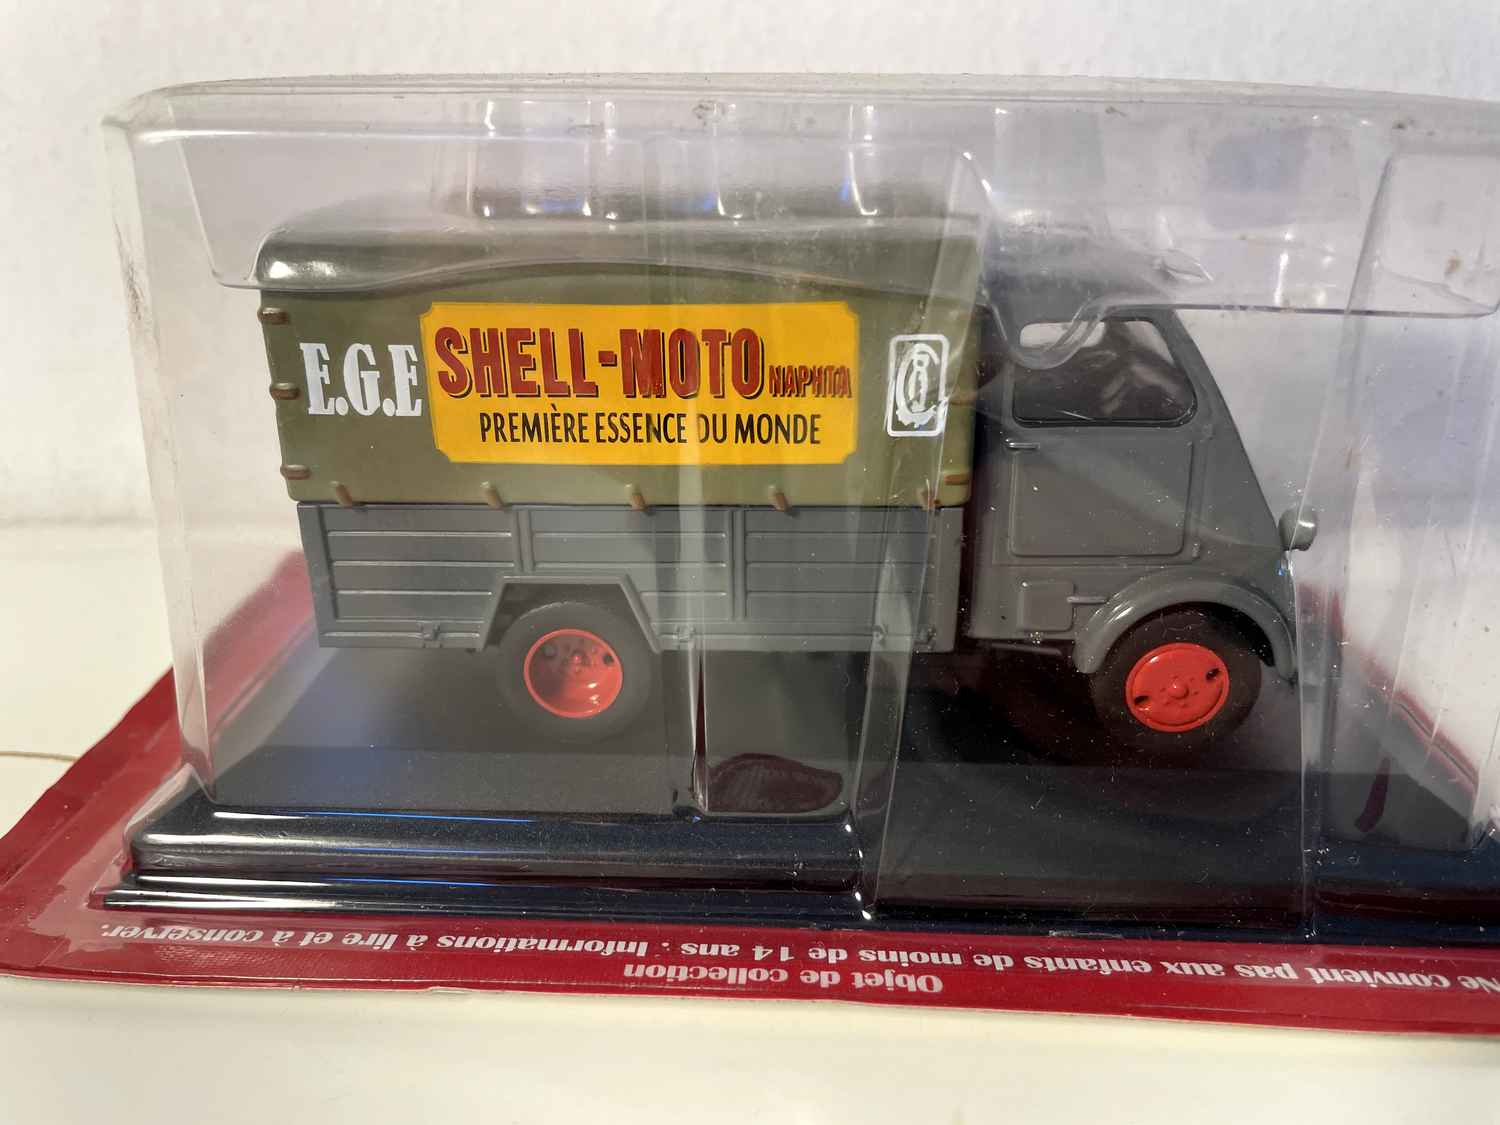 E.G.E
SHELL-MOTO NAPHTA
PREMIÈRE ESSENCE DU MONDE
Objet de collection
Ne convient pas aux enfants de moins de 14 ans. Informations à lire et à conserver.